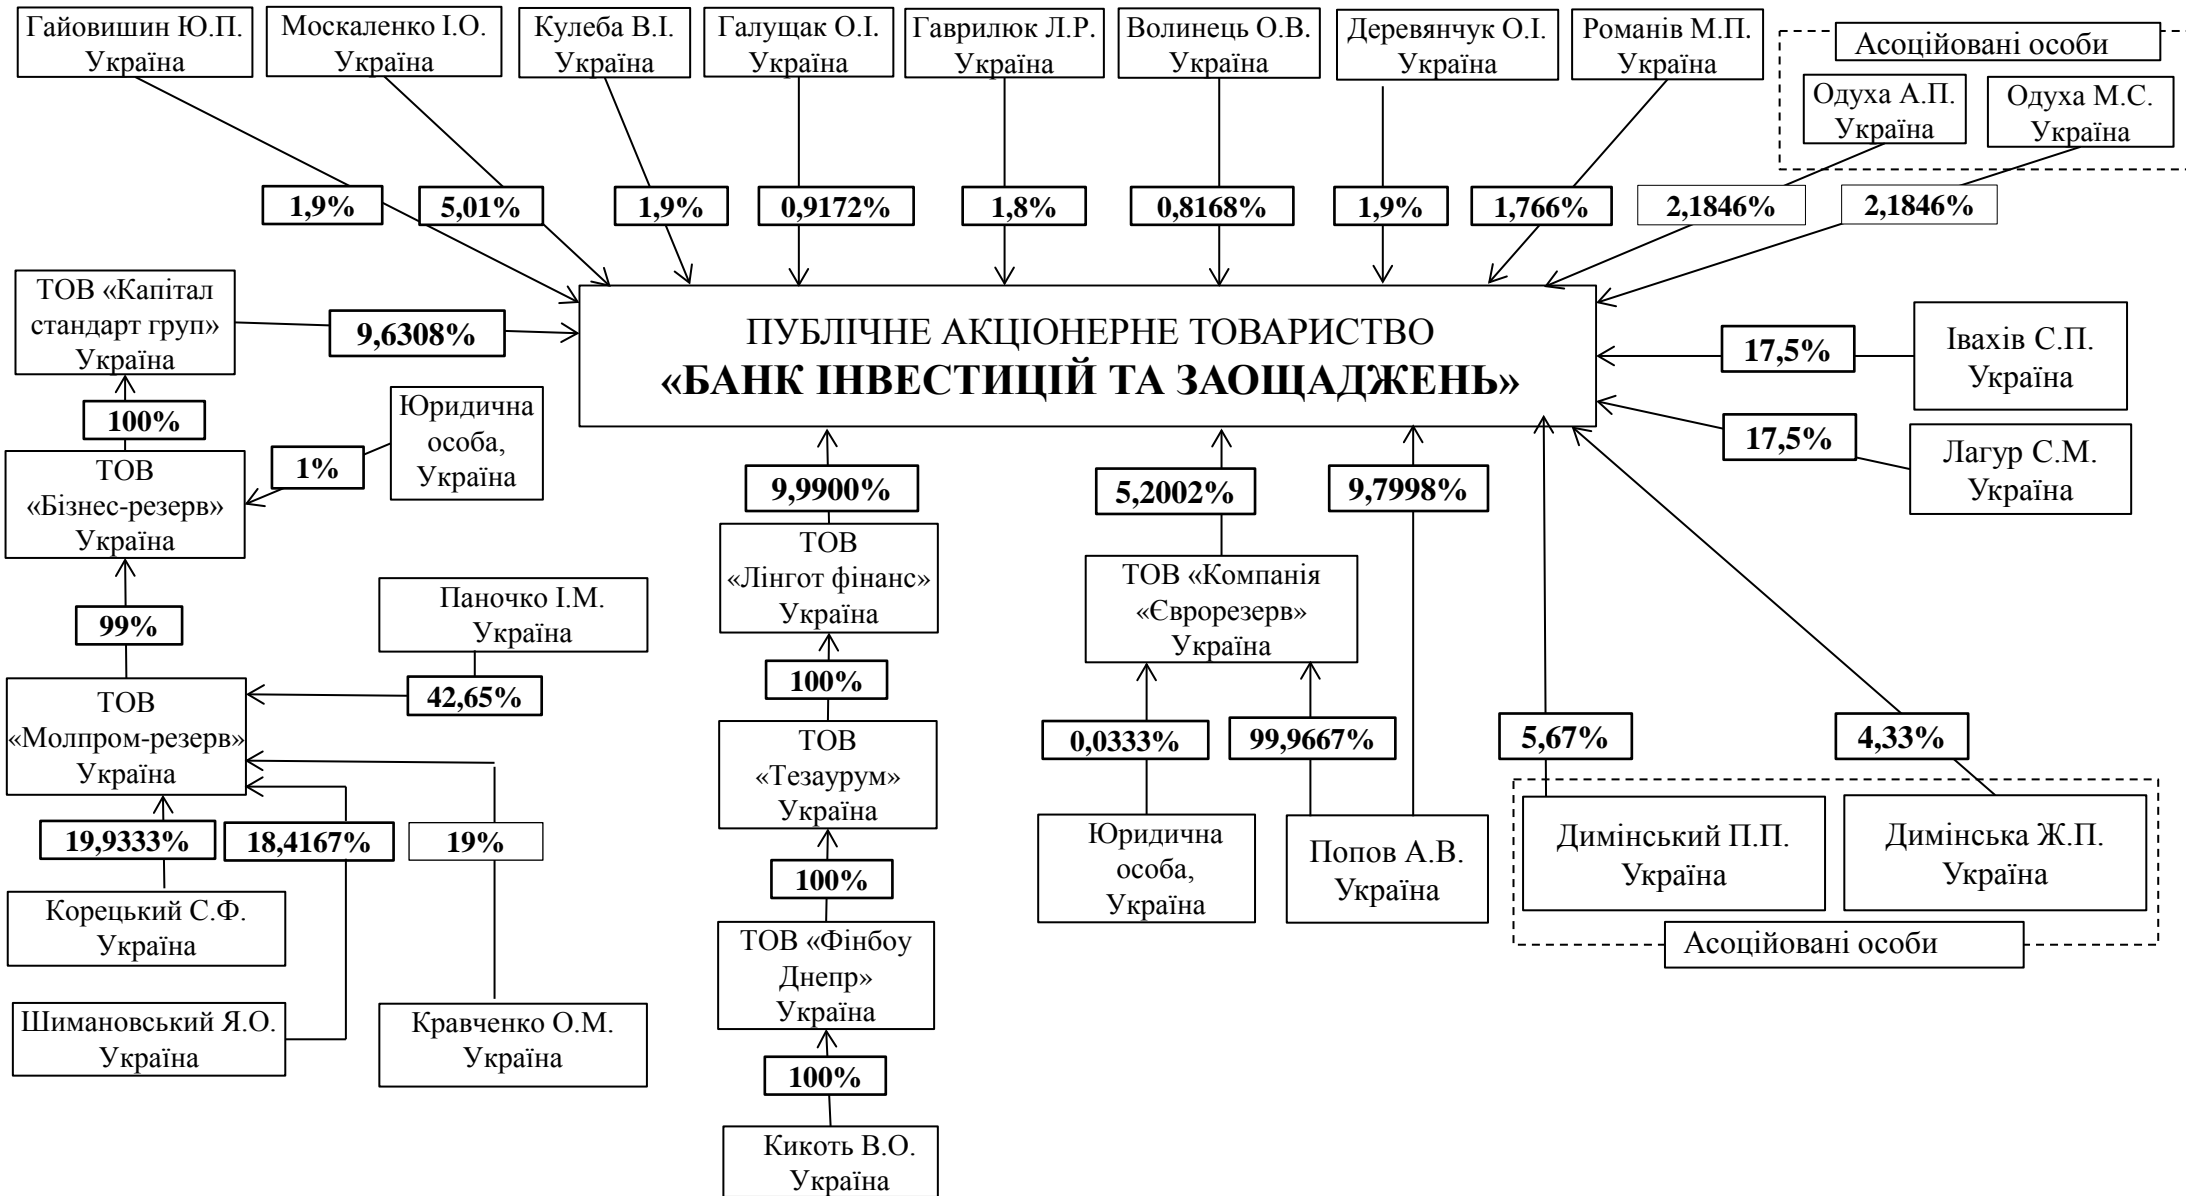 Гайовишин Ю.П.
Україна
Москаленко І.О.
Україна
Кулеба В.І.
Україна
Галущак О.І.
Україна
Гаврилюк Л.Р.
Україна
Волинець О.В.
Україна
Деревянчук О.І.
Україна
Романів М.П.
Україна
Асоційовані особи
Одуха А.П.
Україна
Одуха М.С.
Україна
1,9%
5,01%
1,9%
0,9172%
1,8%
0,8168%
1,9%
1,766%
2,1846%
2,1846%
ТОВ «Капітал
стандарт груп»
Україна
9,6308%
ПУБЛІЧНЕ АКЦІОНЕРНЕ ТОВАРИСТВО
«БАНК ІНВЕСТИЦІЙ ТА ЗАОЩАДЖЕНЬ»
17,5%
Івахів С.П.
Україна
17,5%
Лагур С.М.
Україна
100%
Юридична
особа,
Україна
1%
ТОВ
«Бізнес-резерв»
Україна
99%
Паночко І.М.
Україна
42,65%
ТОВ
«Молпром-резерв»
Україна
19,9333%
18,4167%
19%
Корецький С.Ф.
Україна
Шимановський Я.О.
Україна
Кравченко О.М.
Україна
9,9900%
ТОВ
«Лінгот фінанс»
Україна
100%
ТОВ
«Тезаурум»
Україна
100%
ТОВ «Фінбоу
Днепр»
Україна
100%
Кикоть В.О.
Україна
5,2002%
9,7998%
ТОВ «Компанія
«Єврорезерв»
Україна
0,0333%
99,9667%
Юридична
особа,
Україна
Попов А.В.
Україна
5,67%
4,33%
Димінський П.П.
Україна
Димінська Ж.П.
Україна
Асоційовані особи